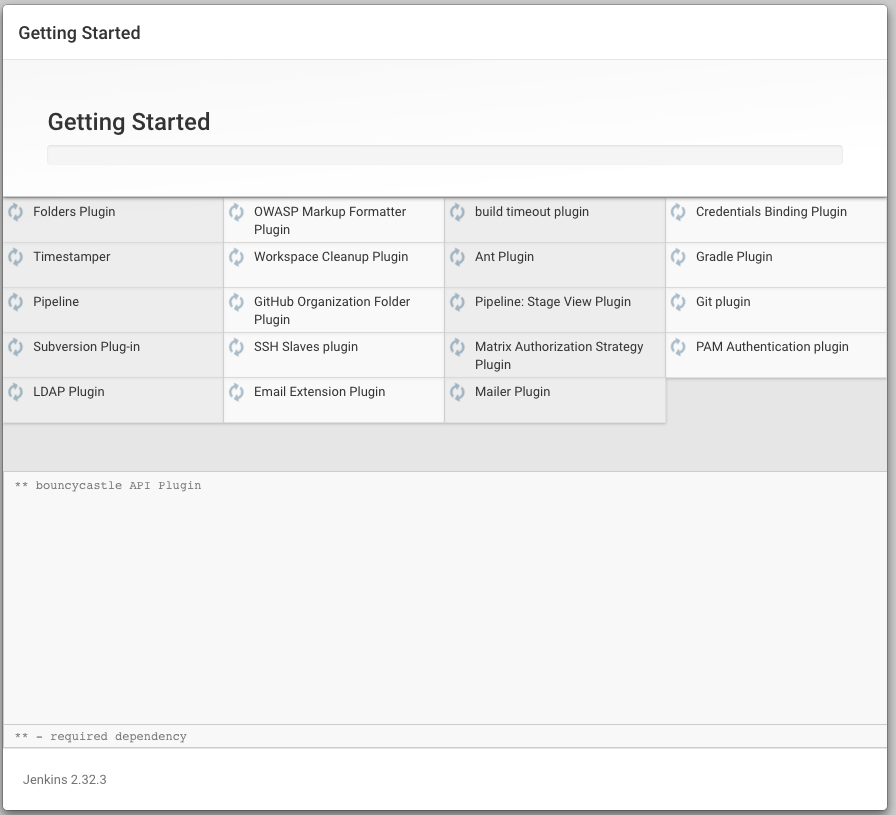 Getting Started
Getting Started
Folders Plugin
OWASP Markup Formatter
Plugin
build timeout plugin
Credentials Binding Plugin
Timestamper
Workspace Cleanup Plugin
Ant Plugin
Gradle Plugin
Pipeline
GitHub Organization Folder
Plugin
Pipeline: Stage View Plugin
Git plugin
Subversion Plug-in
SSH Slaves plugin
Matrix Authorization Strategy
Plugin
PAM Authentication plugin
LDAP Plugin
Email Extension Plugin
Mailer Plugin
** bouncycastle API Plugin
** - required dependency
Jenkins 2.32.3